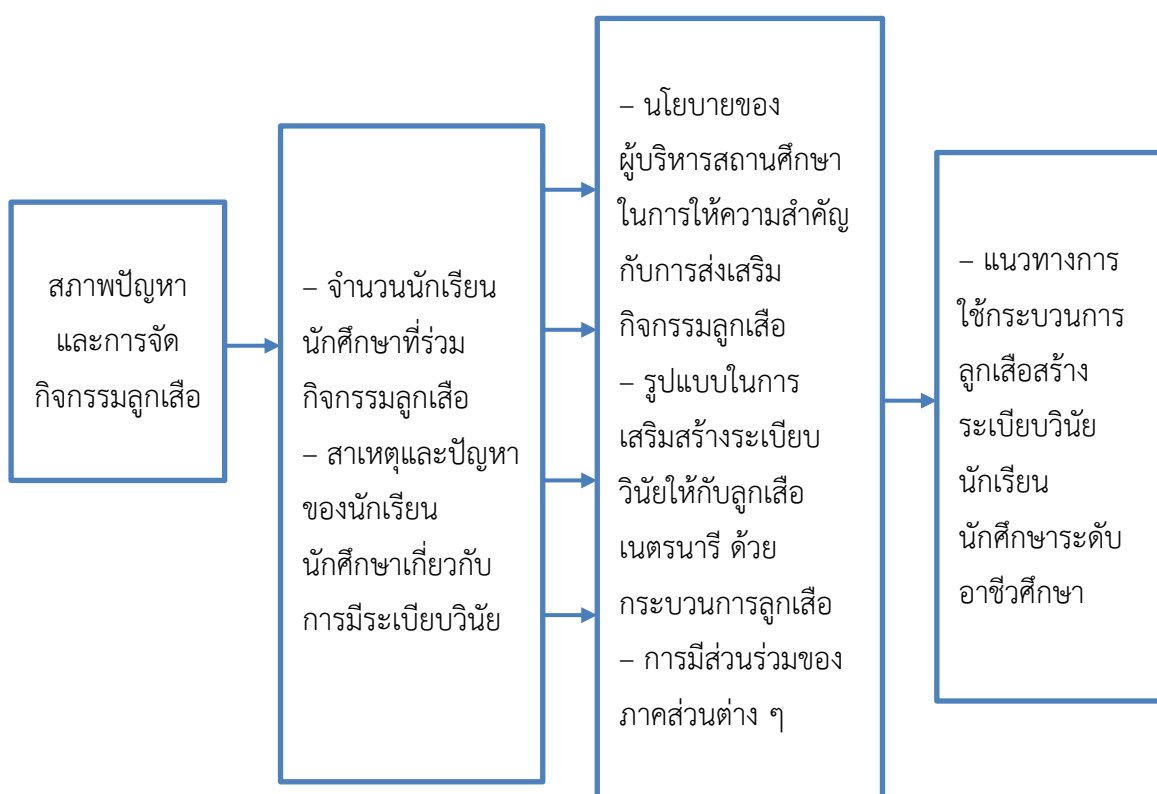 สภาพปัญหา
และการจัด
กิจกรรมลูกเสือ
– จำนวนนักเรียน
นักศึกษาที่ร่วม
กิจกรรมลูกเสือ
– สาเหตุและปัญหา
ของนักเรียน
นักศึกษาเกี่ยวกับ
การมีระเบียบวินัย
– นโยบายของ
ผู้บริหารสถานศึกษา
ในการให้ความสำคัญ
กับการส่งเสริม
กิจกรรมลูกเสือ
– รูปแบบในการ
เสริมสร้างระเบียบ
วินัยให้กับลูกเสือ
เนตรนารี ด้วย
กระบวนการลูกเสือ
– การมีส่วนร่วมของ
ภาคส่วนต่าง ๆ
– แนวทางการ
ใช้กระบวนการ
ลูกเสือสร้าง
ระเบียบวินัย
นักเรียน
นักศึกษาระดับ
อาชีวศึกษา